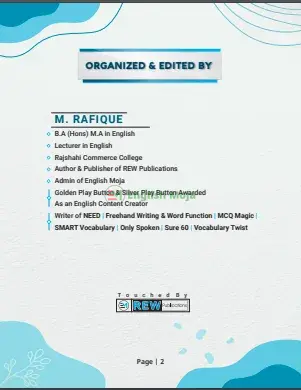 ORGANIZED & EDITED BY
M. RAFIQUE
B.A (Hons) M.A in English
Lecturer in English
Rajshahi Commerce College
Author & Publisher of REW Publications
Admin of English Moja
Golden Play Button & Silver Play Button Awarded
English Moja
As an English Content Creator
Writer of NEED | Freehand Writing & Word Function | MCQ Magic |
SMART Vocabulary | Only Spoken | Sure 60 | Vocabulary Twist
Touched By
REW Publications
Page | 2